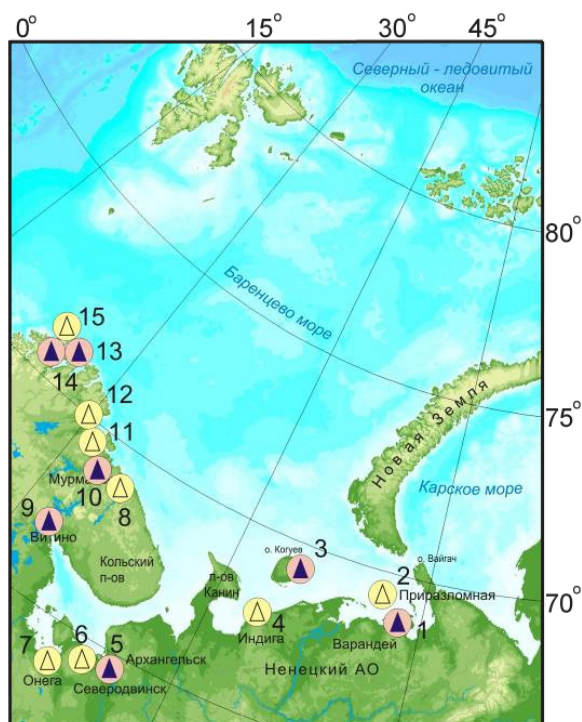 0°
15°
30°
45°
Северный - ледовитый
океан
80°
Баренцево море
15
13
14
75°
12
11
Новая Земля
Мурма
10
8
Карское море
9
Витино
3
о. Когуев
о. Вайгач
Кольский
п-ов
п-ов
Канин
2
Приразломная
70°
4
1
Индига
Варандей
7
6
5
Архангельск
Ненецкий АО
Онега
Северодвинск